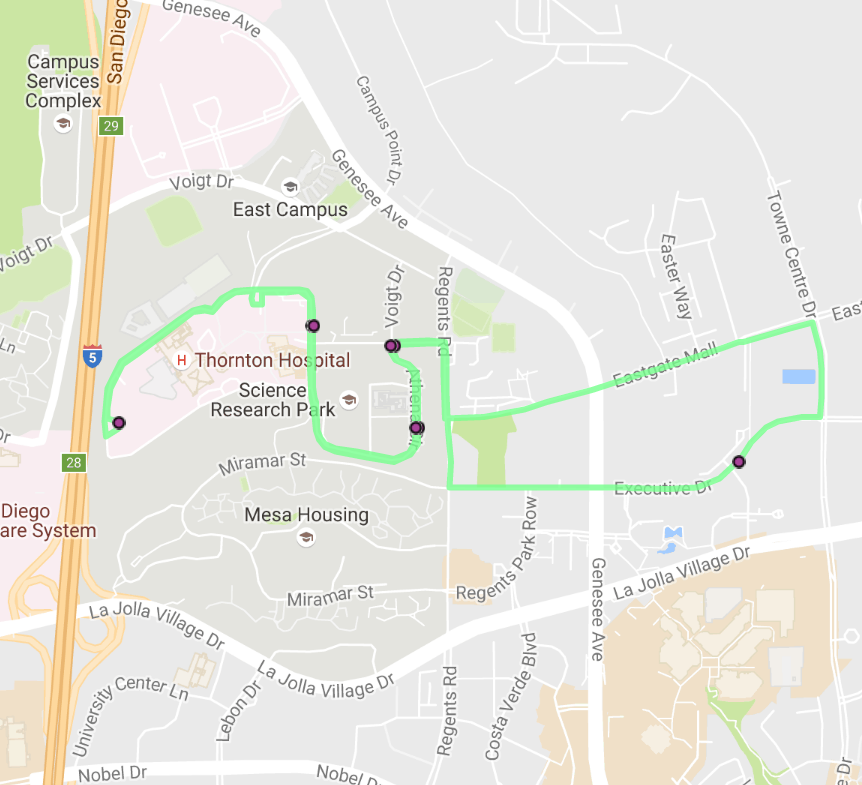 Genesee Ave
San Diego
Campus
Services
Complex
29
Campus Point Dr
Genesee Ave
Voigt Dr
East Campus
Voigt Dr
Towne Centre Dr
Easter Way
Voigt Dr
Regents Rd
Ln
5
H
Thornton Hospital
Eastgate Mall
Science
Research Park
Dr
28
Miramar St
Executive Dr
Diego
are System
Mesa Housing
Regents Park Row
Genesee Ave
La Jolla Village Dr
Miramar St
La Jolla Village Dr
La Jolla Village Dr
University Center Ln
Lebon Dr
Regents Rd
Costa Verde Blvd
Nobel Dr
Nobel Dr
e Dr